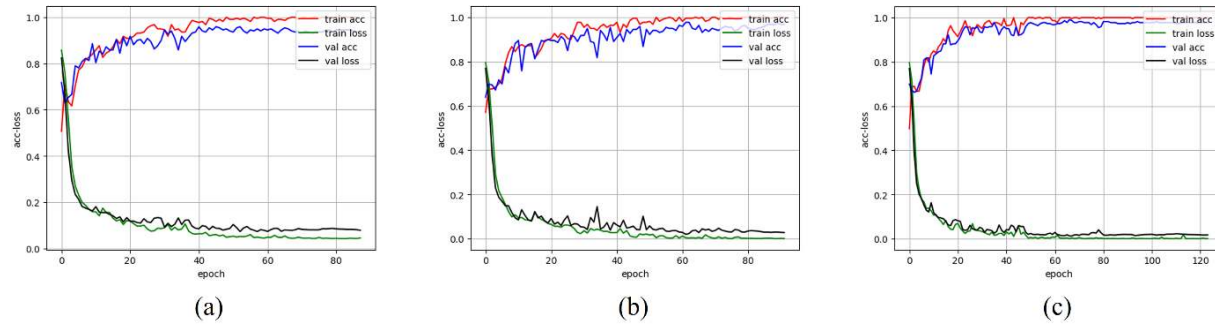 1.0
0.8
0.6
0.4
0.2
0.0
acc-loss
train acc
train loss
val acc
val loss
0 20 40 60 80
epoch
(a)
1.0
0.8
0.6
0.4
0.2
0.0
acc-loss
train acc
train loss
val acc
val loss
0 20 40 60 80
epoch
(b)
1.0
0.8
0.6
0.4
0.2
0.0
acc-loss
train acc
train loss
val acc
val loss
0 20 40 60 80 100 120
epoch
(c)